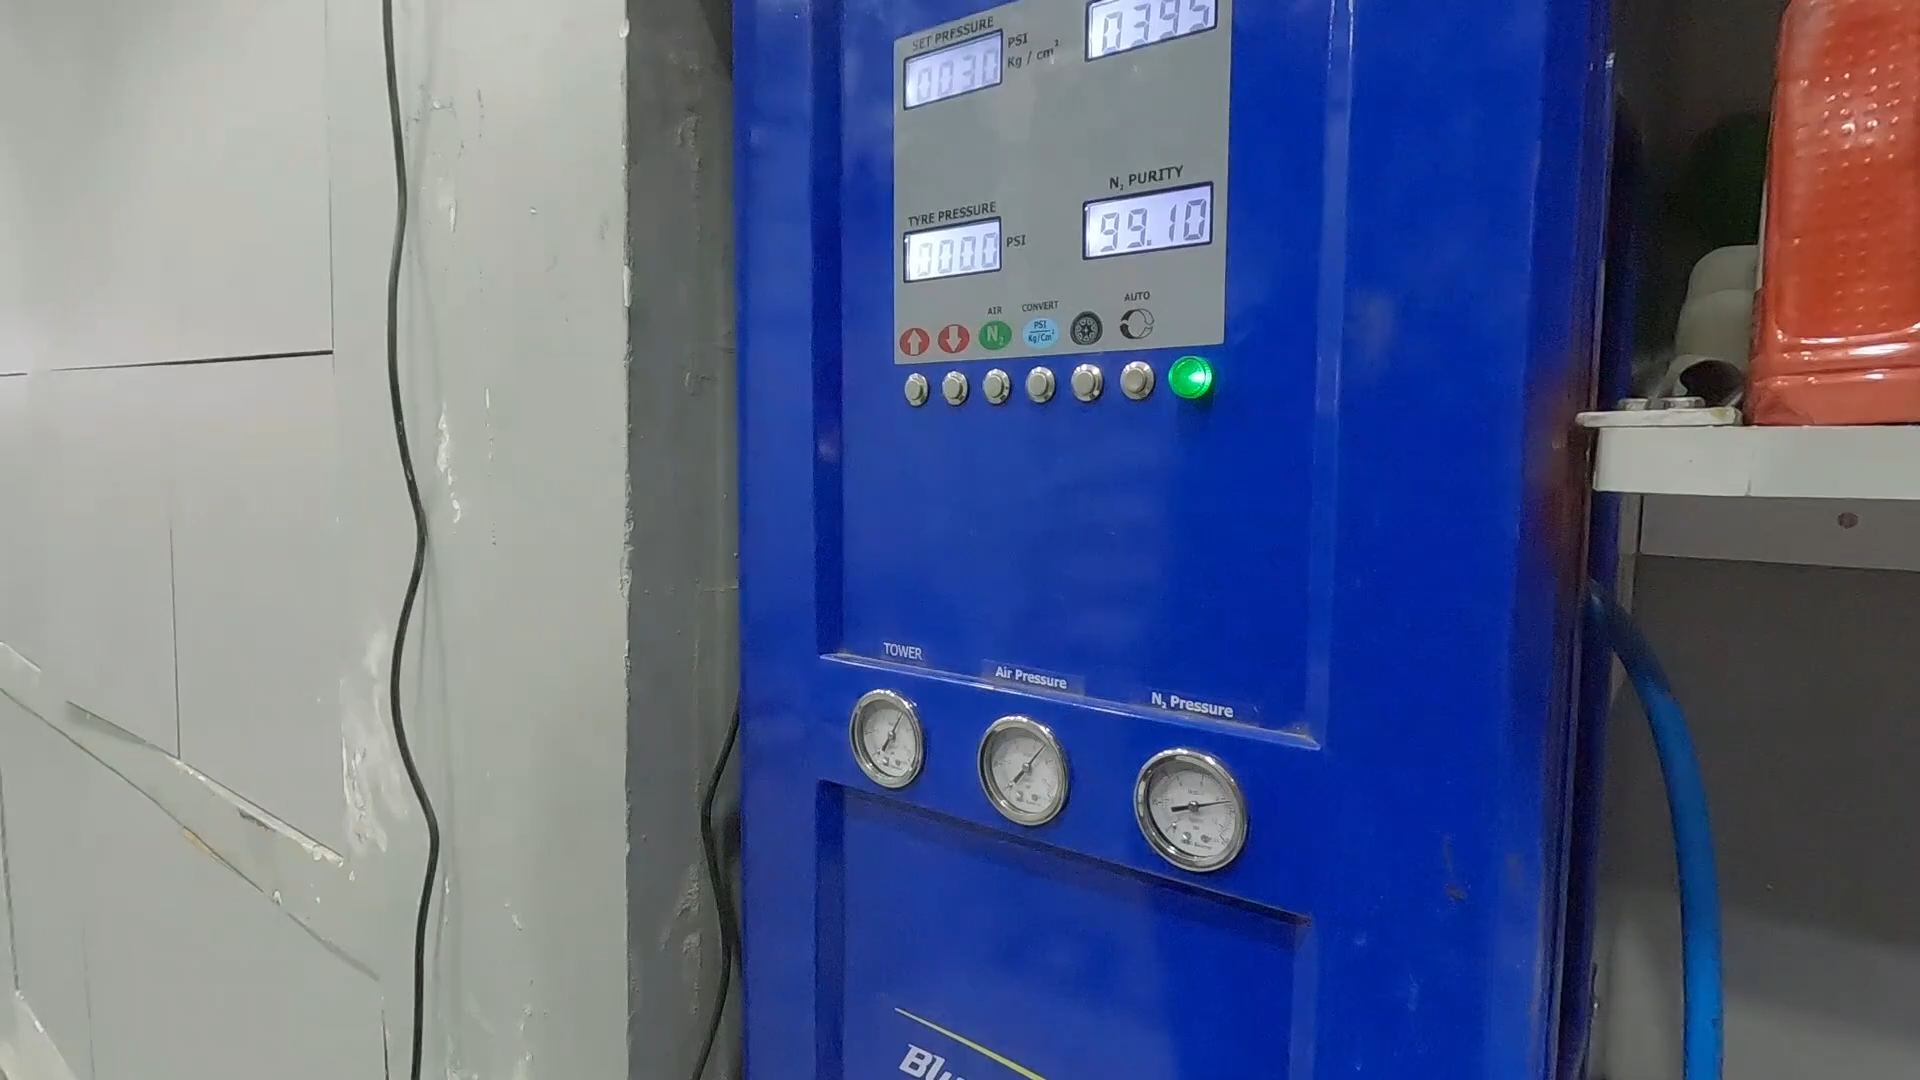 SET PRESSURE
0030 PSI
Kg / cm²
0395
TYRE PRESSURE
0000 PSI
N₂ PURITY
99.10
AIR
N₂
CONVERT
PSI
Kg/Cm²
AUTO
TOWER
Air Pressure
N₂ Pressure